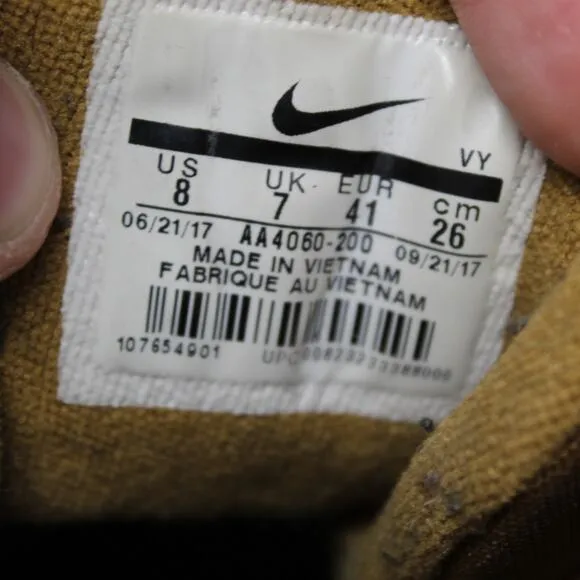 VY
US UK EUR cm
8 7 41 26
06/21/17 AA4060-200 09/21/17
MADE IN VIETNAM
FABRIQUE AU VIETNAM
107654901 UPC